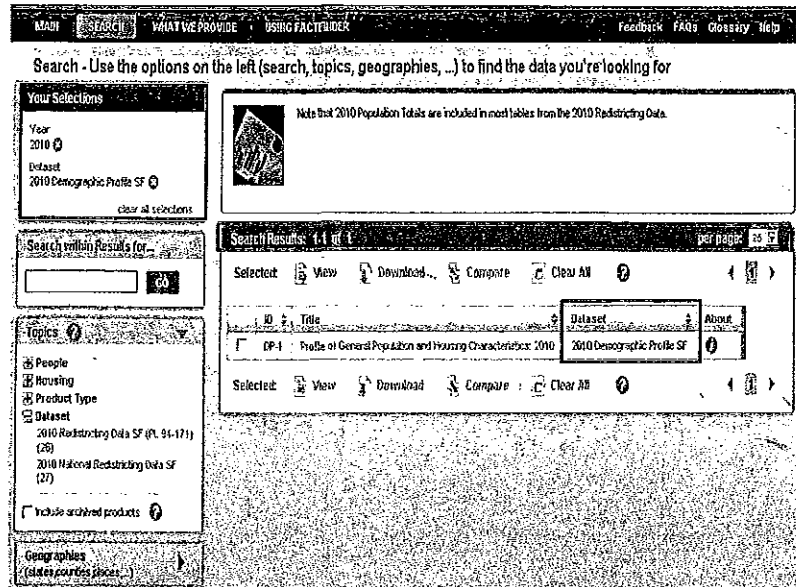 MAIN SEARCH WHAT WE PROVIDE USING FACTFINDER Feedback FAQs Glossary Help
Search - Use the options on the left (search, topics, geographies, ...) to find the data you're looking for
Your Selections
Year
2010
Dataset
2010 Demographic Profile SF
clear all selections
Search within Results for...
GO
Topics
People
Housing
Product Type
Dataset
2010 Redistricting Data SF (PL 94-171)
(26)
2010 National Redistricting Data SF
(27)
Include archived products
Geographies
(states counties places ...)
Note that 2010 Population Totals are included in most tables from the 2010 Redistricting Data.
Search Results: 1-1 of 1 per page: 25
Selected: View Download Compare Clear All 1
ID Title Dataset About
DP-1 Profile of General Population and Housing Characteristics: 2010 2010 Demographic Profile SF
Selected: View Download Compare Clear All 1